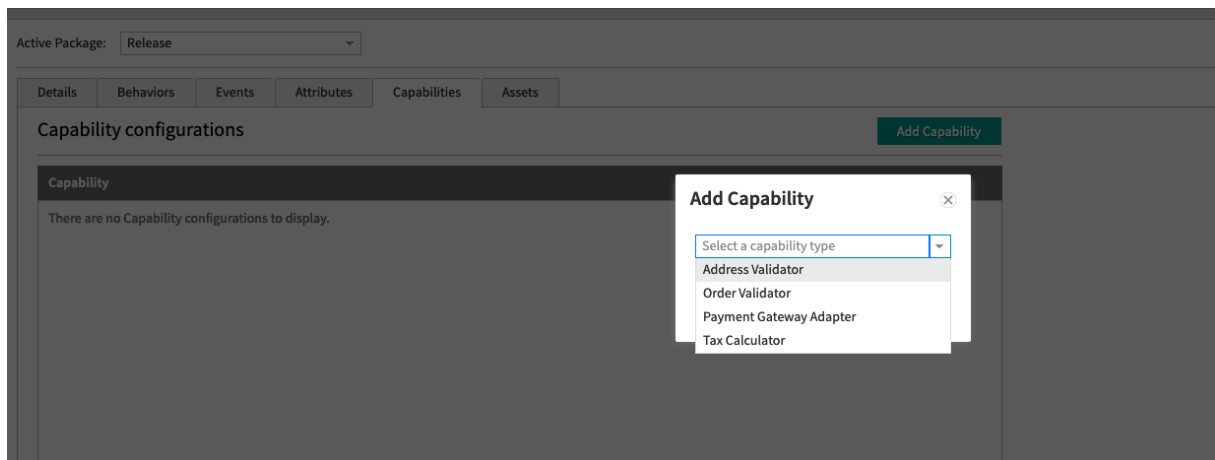 Active Package: Release
Details Behaviors Events Attributes Capabilities Assets
Capability configurations
Add Capability
Capability
There are no Capability configurations to display.
Add Capability
Select a capability type
Address Validator
Order Validator
Payment Gateway Adapter
Tax Calculator